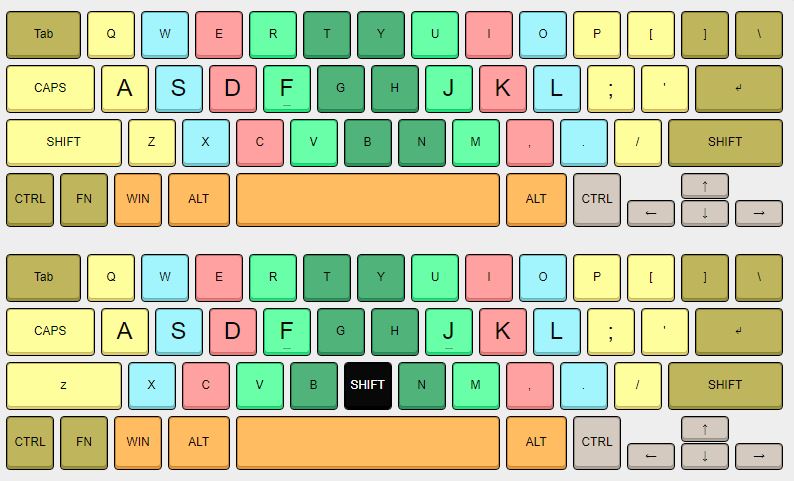 Tab Q W E R T Y U I O P [ ] \
CAPS A S D F G H J K L ; ' ↲
SHIFT Z X C V B N M , . / SHIFT
CTRL FN WIN ALT ALT CTRL ← ↑ ↓ →
Tab Q W E R T Y U I O P [ ] \
CAPS A S D F G H J K L ; ' ↲
z X C V B SHIFT N M , . / SHIFT
CTRL FN WIN ALT ALT CTRL ← ↑ ↓ →